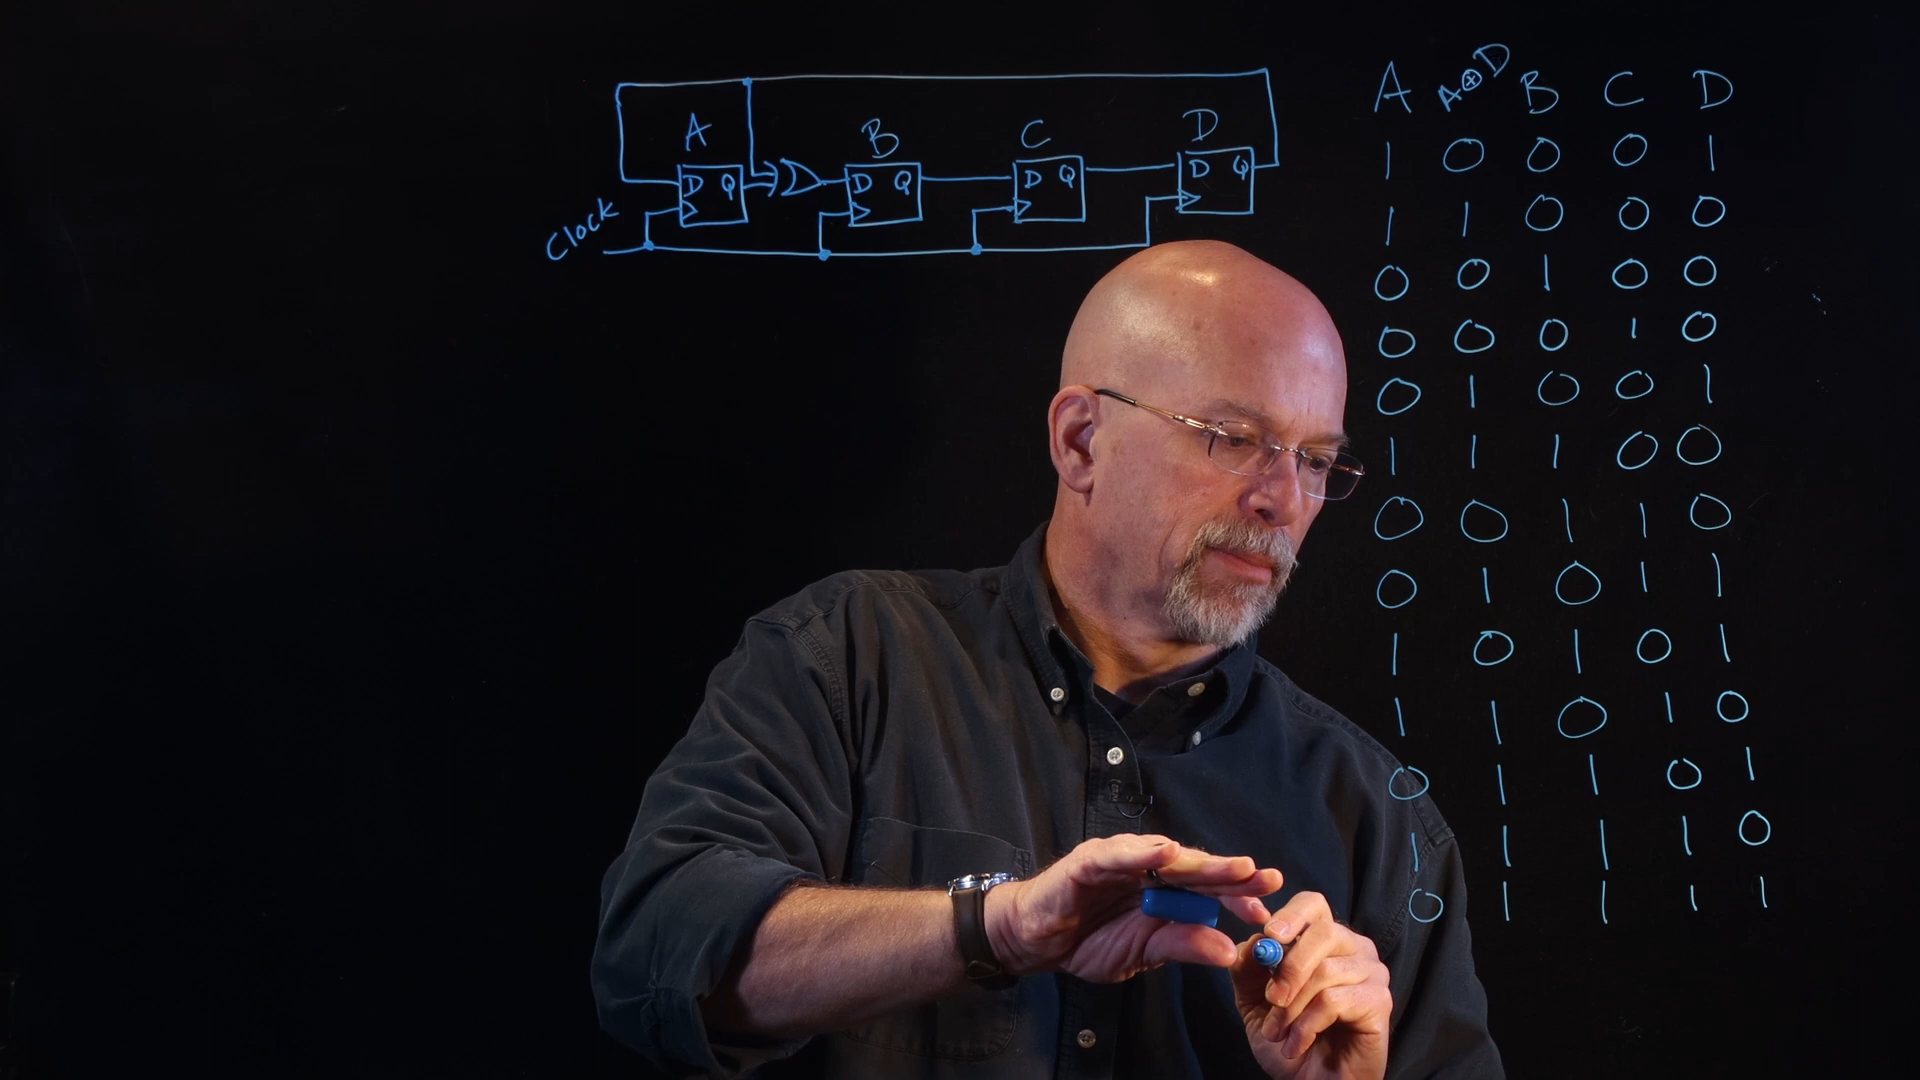 A B C D
D Q D Q D Q D Q
Clock
A A⊕D B C D
1 0 0 0 1
1 1 0 0 0
0 0 1 0 0
0 0 0 1 0
0 1 0 0 1
1 1 1 0 0
0 0 1 1 0
0 1 0 1 1
1 0 1 0 1
1 1 0 1 0
0 1 1 0 1
1 1 1 1 0
0 1 1 1 1